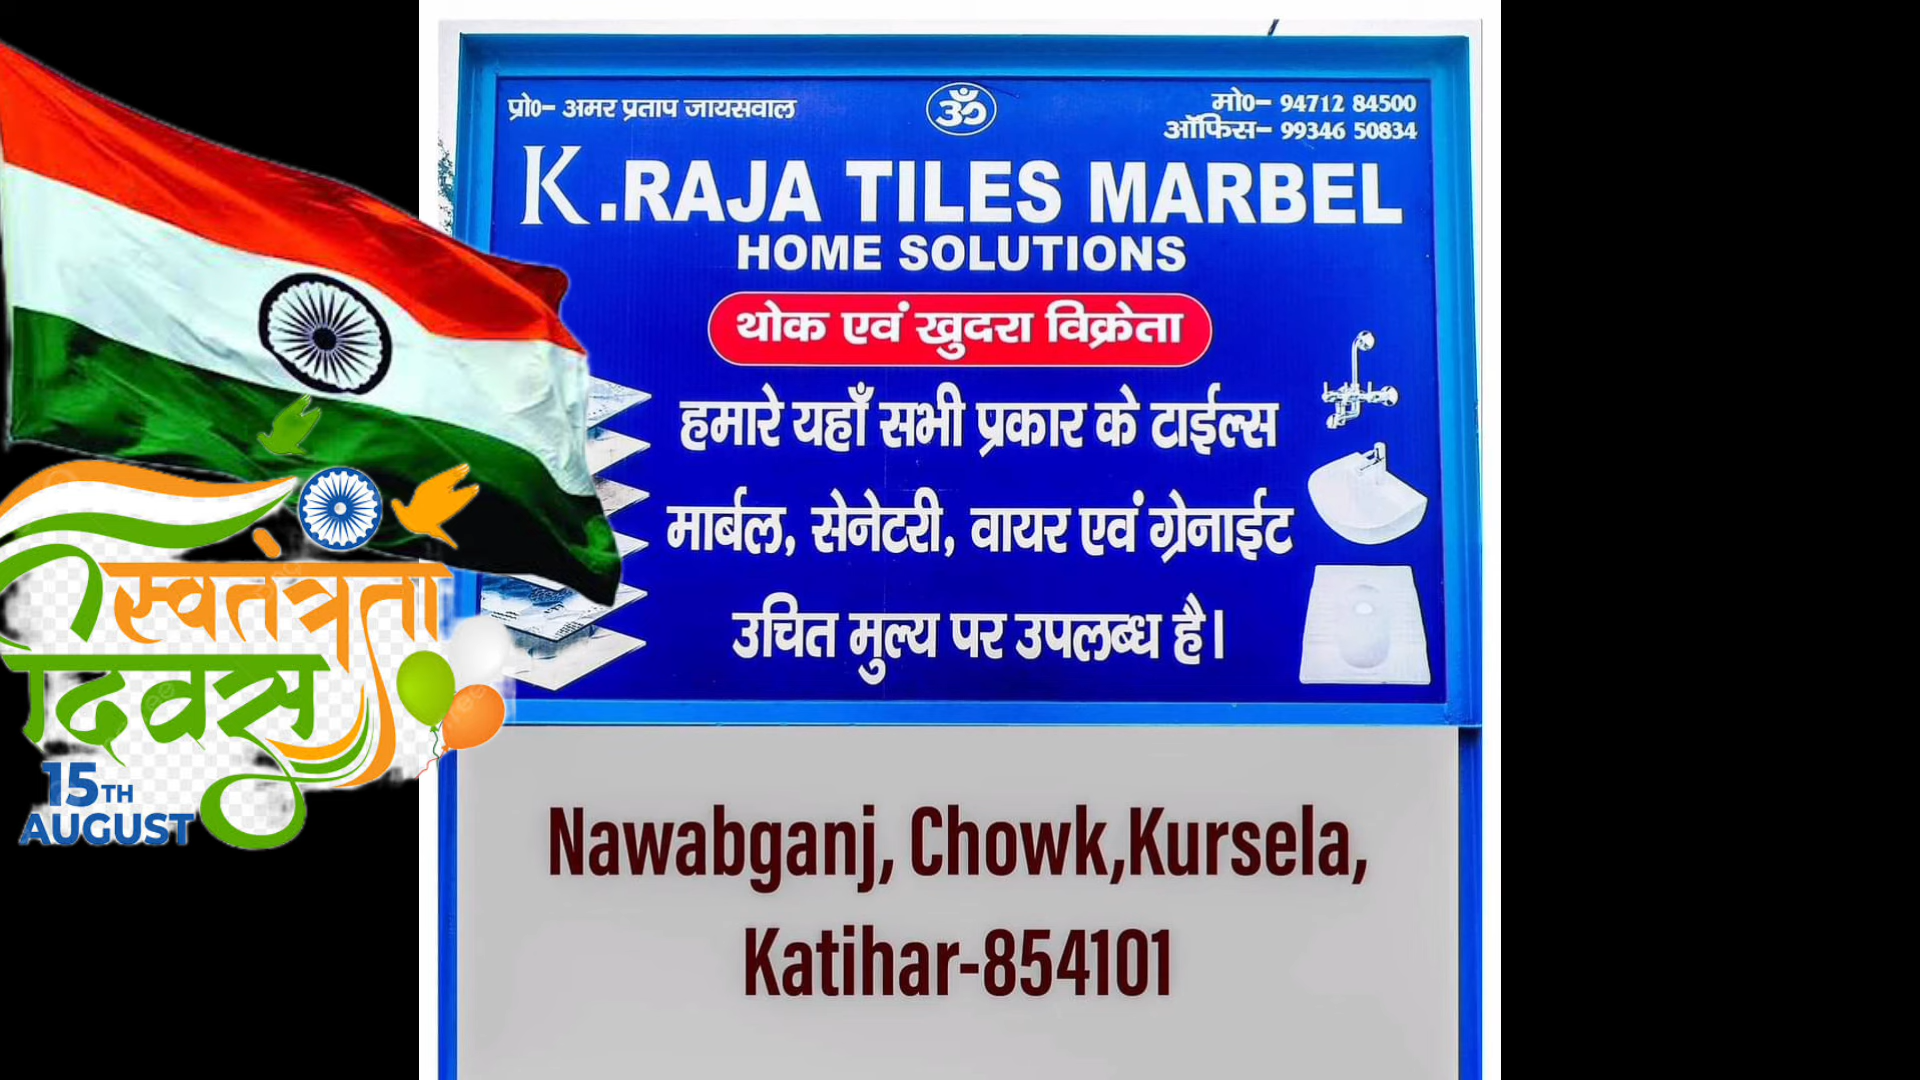 प्रो०- अमर प्रताप जायसवाल
ॐ
मो०- 94712 84500
ऑफिस- 99346 50834
K.RAJA TILES MARBEL
HOME SOLUTIONS
थोक एवं खुदरा विक्रेता
हमारे यहाँ सभी प्रकार के टाईल्स
मार्बल, सेनेटरी, वायर एवं ग्रेनाईट
उचित मुल्य पर उपलब्ध है।
स्वतंत्रता
दिवस
15TH
AUGUST
Nawabganj, Chowk,Kursela,
Katihar-854101